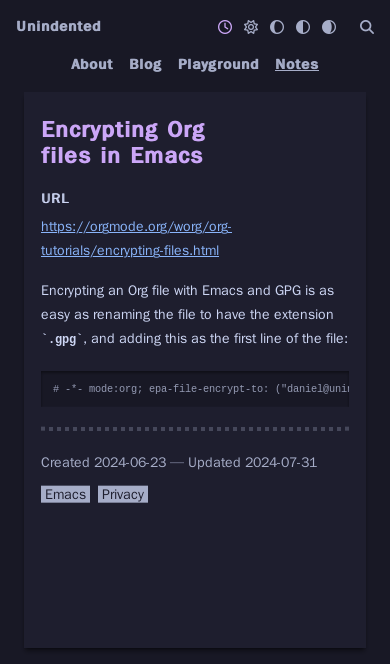 Unindented
About Blog Playground Notes
Encrypting Org
files in Emacs
URL
https://orgmode.org/worg/org-
tutorials/encrypting-files.html
Encrypting an Org file with Emacs and GPG is as
easy as renaming the file to have the extension
`.gpg`, and adding this as the first line of the file:
# -*- mode:org; epa-file-encrypt-to: ("daniel@unin
Created 2024-06-23 — Updated 2024-07-31
Emacs Privacy